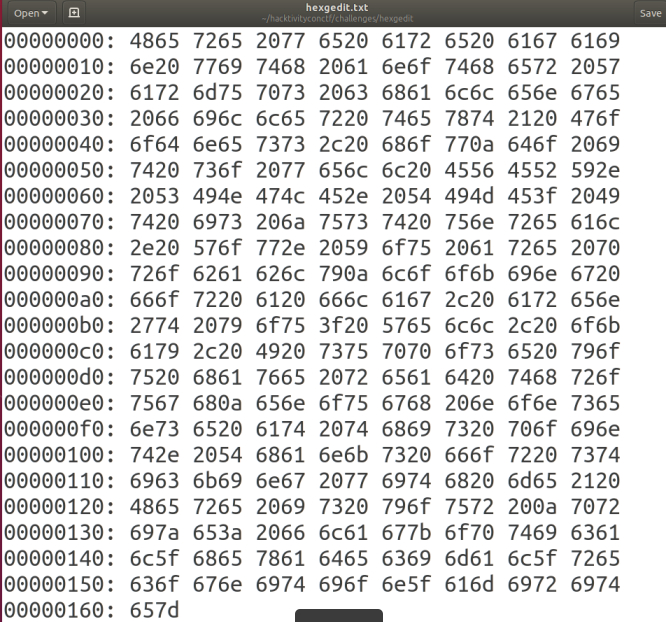 hexgedit.txt
Open
~/hacktivityconctf/challenges/hexgedit
Save
00000000: 4865 7265 2077 6520 6172 6520 6167 6169
00000010: 6e20 7769 7468 2061 6e6f 7468 6572 2057
00000020: 6172 6d75 7073 2063 6861 6c6c 656e 6765
00000030: 2066 696c 6c65 7220 7465 7874 2120 476f
00000040: 6f64 6e65 7373 2c20 686f 770a 646f 2069
00000050: 7420 736f 2077 656c 6c20 4556 4552 592e
00000060: 2053 494e 474c 452e 2054 494d 453f 2049
00000070: 7420 6973 206a 7573 7420 756e 7265 616c
00000080: 2e20 576f 772e 2059 6f75 2061 7265 2070
00000090: 726f 6261 626c 790a 6c6f 6f6b 696e 6720
000000a0: 666f 7220 6120 666c 6167 2c20 6172 656e
000000b0: 2774 2079 6f75 3f20 5765 6c6c 2c20 6f6b
000000c0: 6179 2c20 4920 7375 7070 6f73 6520 796f
000000d0: 7520 6861 7665 2072 6561 6420 7468 726f
000000e0: 7567 680a 656e 6f75 6768 206e 6f6e 7365
000000f0: 6e73 6520 6174 2074 6869 7320 706f 696e
00000100: 742e 2054 6861 6e6b 7320 666f 7220 7374
00000110: 6963 6b69 6e67 2077 6974 6820 6d65 2120
00000120: 4865 7265 2069 7320 796f 7572 200a 7072
00000130: 697a 653a 2066 6c61 677b 6f70 7469 6361
00000140: 6c5f 6865 7861 6465 6369 6d61 6c5f 7265
00000150: 636f 676e 6974 696f 6e5f 616d 6972 6974
00000160: 657d